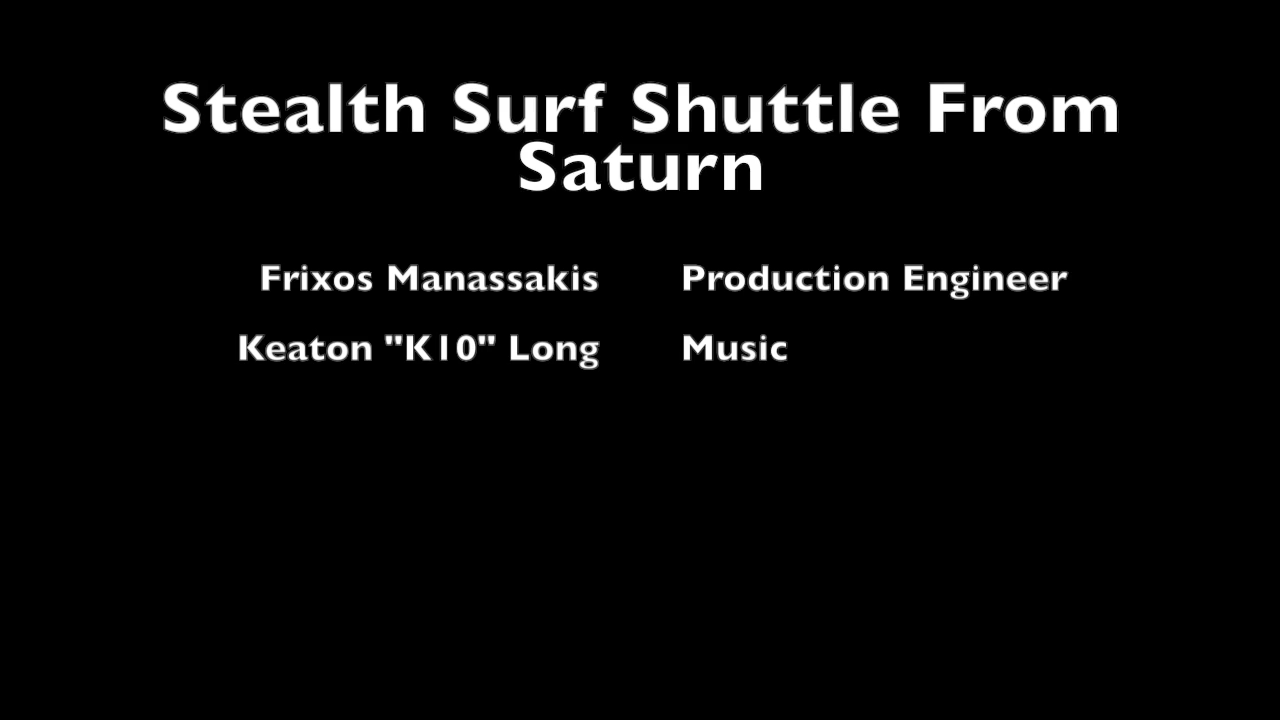 Stealth Surf Shuttle From
Saturn
Frixos Manassakis Production Engineer
Keaton "K10" Long Music